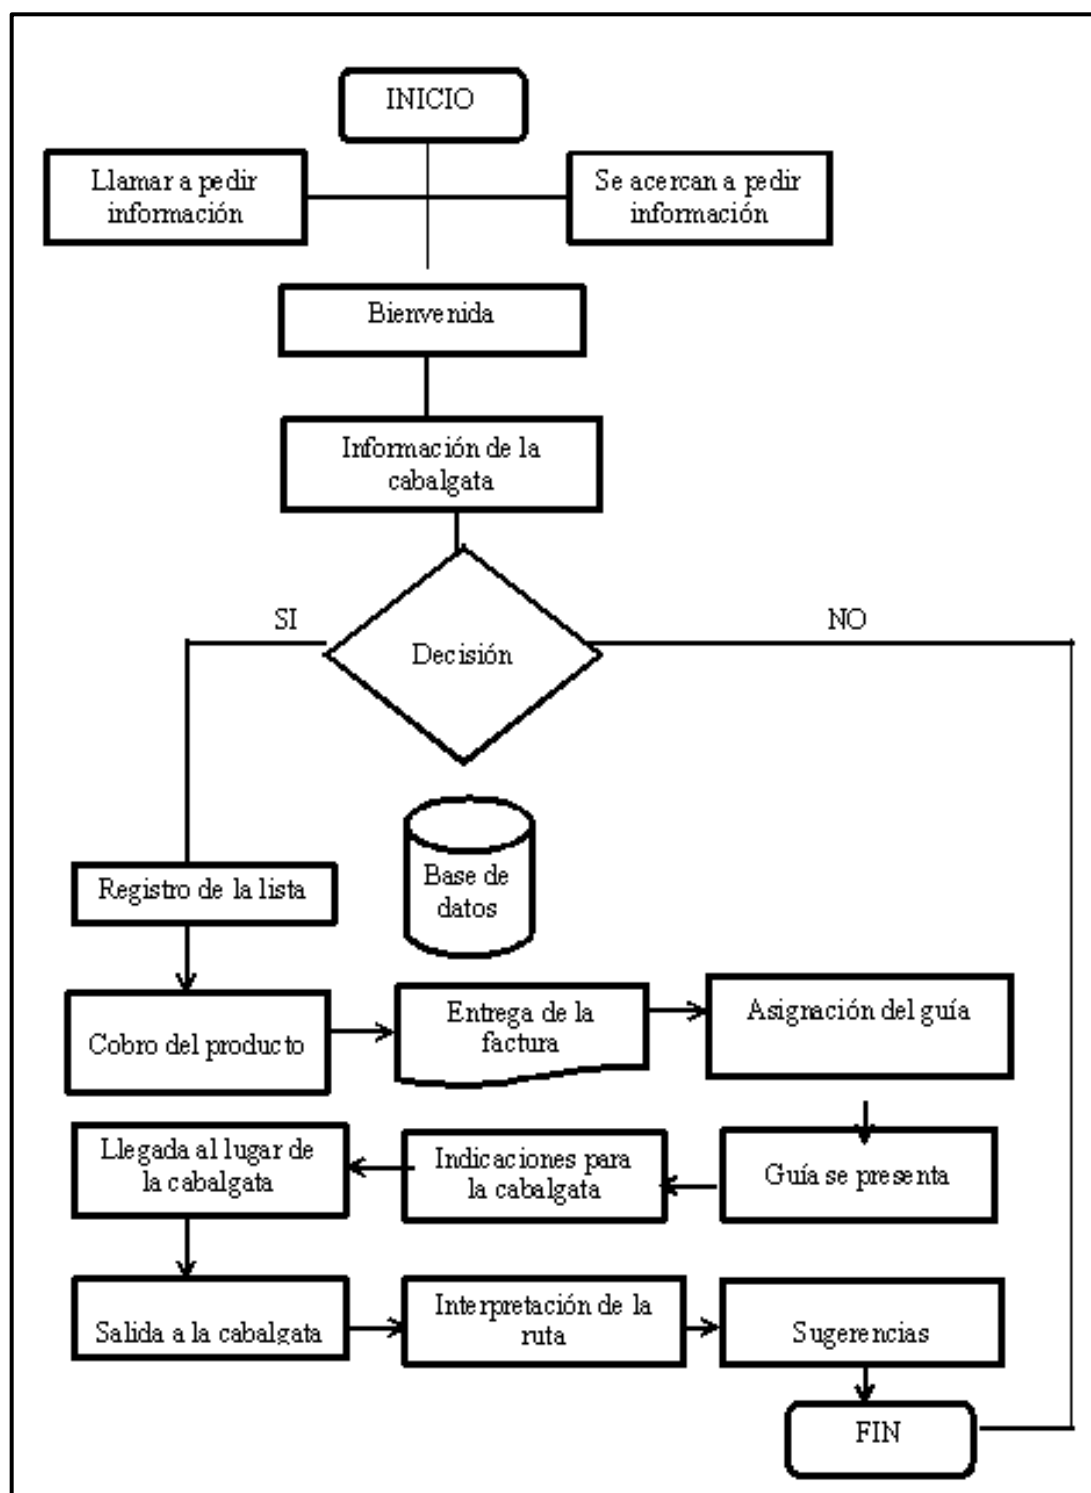 INICIO
Llamar a pedir
información
Se acercan a pedir
información
Bienvenida
Información de la
cabalgata
SI
NO
Decisión
Base de
datos
Registro de la lista
Cobro del producto
Entrega de la
factura
Asignación del guía
Llegada al lugar de
la cabalgata
Indicaciones para
la cabalgata
Guía se presenta
Salida a la cabalgata
Interpretación de la
ruta
Sugerencias
FIN